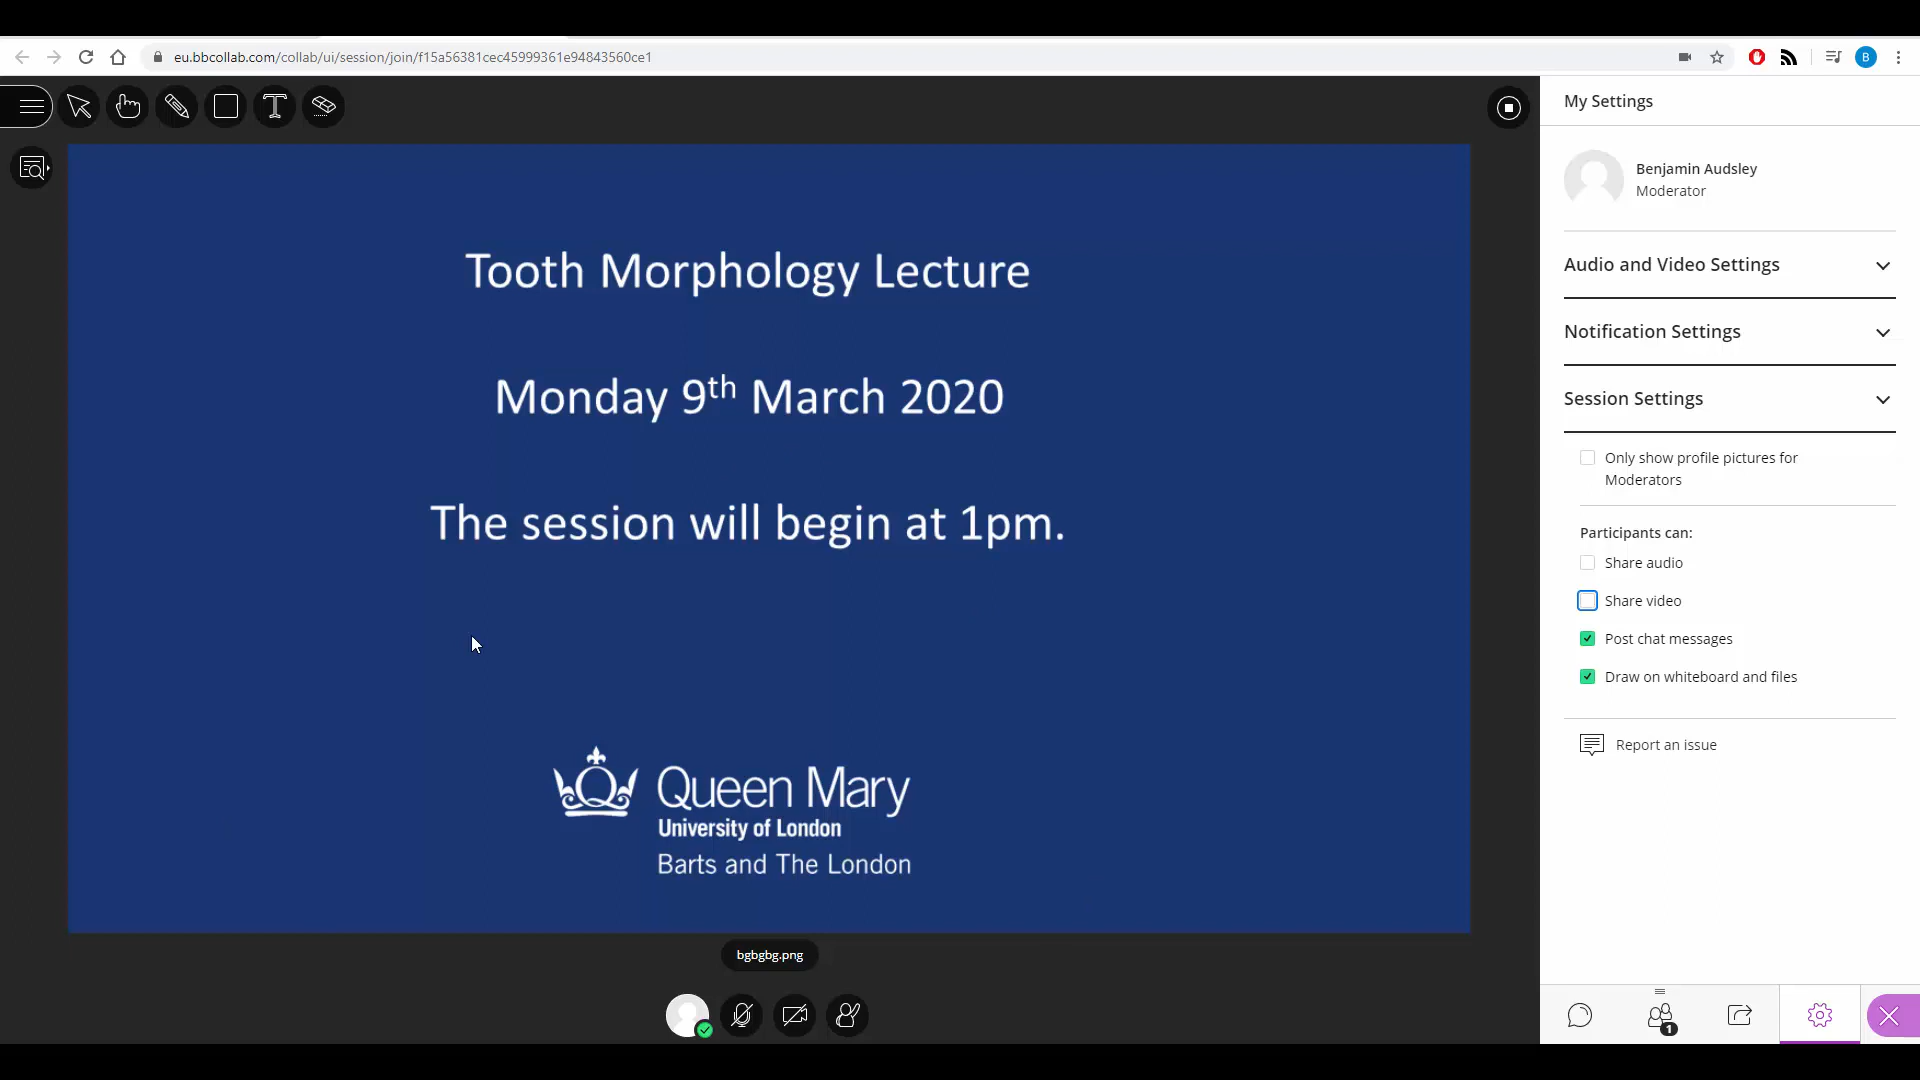 eu.bbcollab.com/collab/ui/session/join/f15a56381cec45999361e94843560ce1
B
My Settings
Benjamin Audsley
Moderator
Audio and Video Settings
Notification Settings
Session Settings
Only show profile pictures for
Moderators
Participants can:
Share audio
Share video
Post chat messages
Draw on whiteboard and files
Report an issue
Tooth Morphology Lecture
Monday 9th March 2020
The session will begin at 1pm.
Queen Mary
University of London
Barts and The London
bgbgbg.png
1